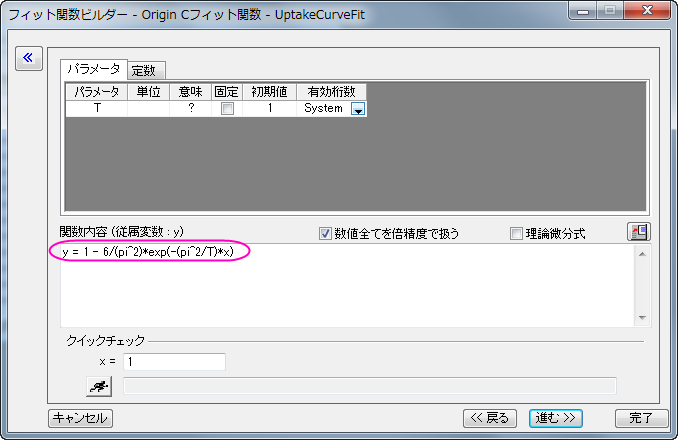 フィット関数ビルダー - Origin Cフィット関数 - UptakeCurveFit
«
パラメータ 定数
パラメータ 単位 意味 固定 初期値 有効桁数
T ? 1 System
関数内容 (従属変数 : y) 数値全てを倍精度で扱う 理論微分式
y = 1 - 6/(pi^2)*exp(-(pi^2/T)*x)
クイックチェック
x = 1
キャンセル << 戻る 進む >> 完了